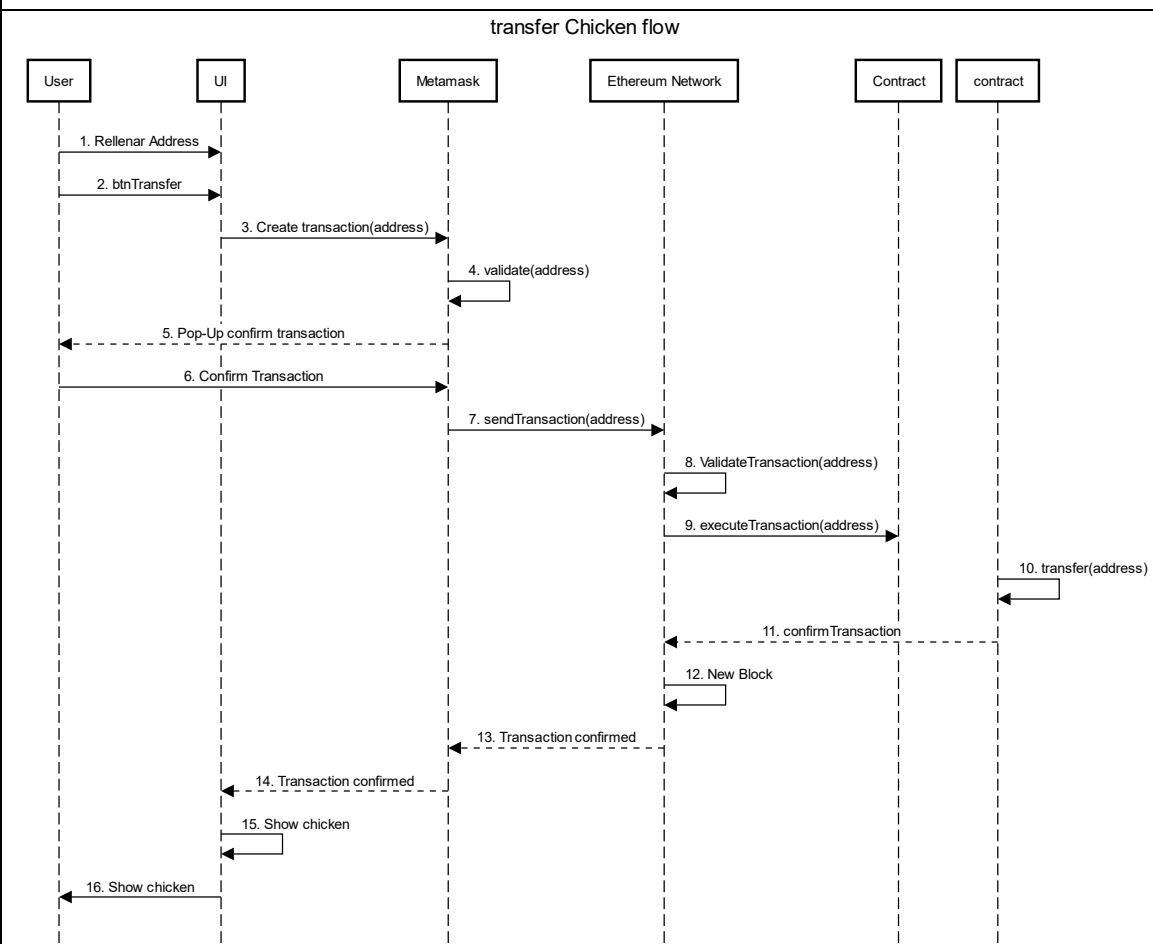 transfer Chicken flow
User
UI
Metamask
Ethereum Network
Contract
contract
1. Rellenar Address
2. btnTransfer
3. Create transaction(address)
4. validate(address)
5. Pop-Up confirm transaction
6. Confirm Transaction
7. sendTransaction(address)
8. ValidateTransaction(address)
9. executeTransaction(address)
10. transfer(address)
11. confirmTransaction
12. New Block
13. Transaction confirmed
14. Transaction confirmed
15. Show chicken
16. Show chicken